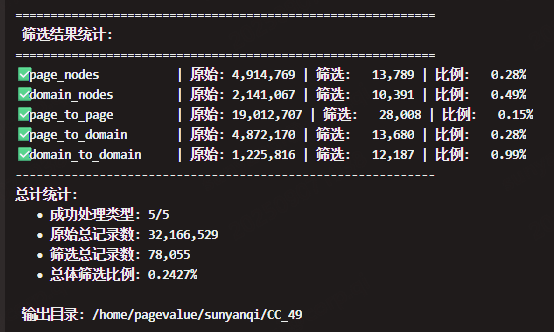 ============================================================
筛选结果统计:
============================================================
✅page_nodes | 原始: 4,914,769 | 筛选: 13,789 | 比例: 0.28%
✅domain_nodes | 原始: 2,141,067 | 筛选: 10,391 | 比例: 0.49%
✅page_to_page | 原始: 19,012,707 | 筛选: 28,008 | 比例: 0.15%
✅page_to_domain | 原始: 4,872,170 | 筛选: 13,680 | 比例: 0.28%
✅domain_to_domain | 原始: 1,225,816 | 筛选: 12,187 | 比例: 0.99%
------------------------------------------------------------
总计统计:
• 成功处理类型: 5/5
• 原始总记录数: 32,166,529
• 筛选总记录数: 78,055
• 总体筛选比例: 0.2427%
输出目录: /home/pagevalue/sunyanqi/CC_49